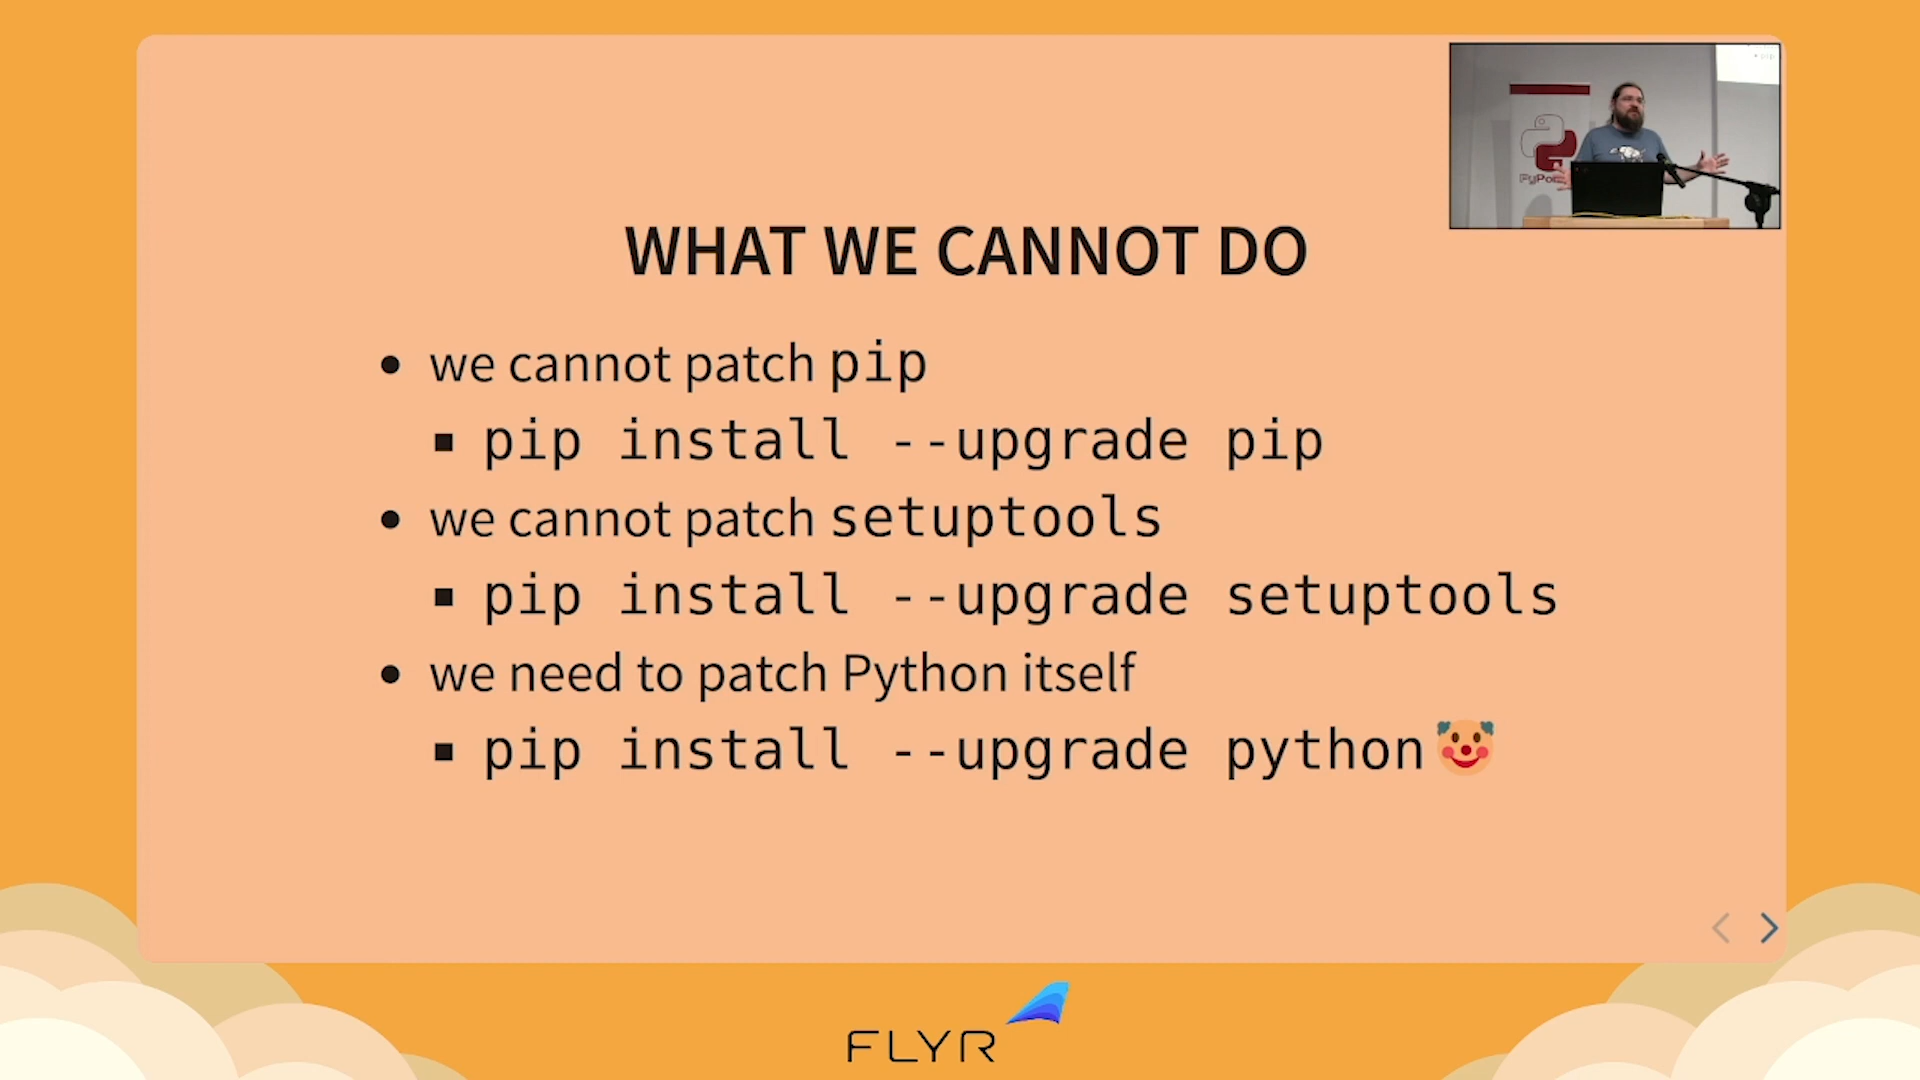 WHAT WE CANNOT DO
• we cannot patch pip
▪ pip install --upgrade pip
• we cannot patch setuptools
▪ pip install --upgrade setuptools
• we need to patch Python itself
▪ pip install --upgrade python🤡
FLYR